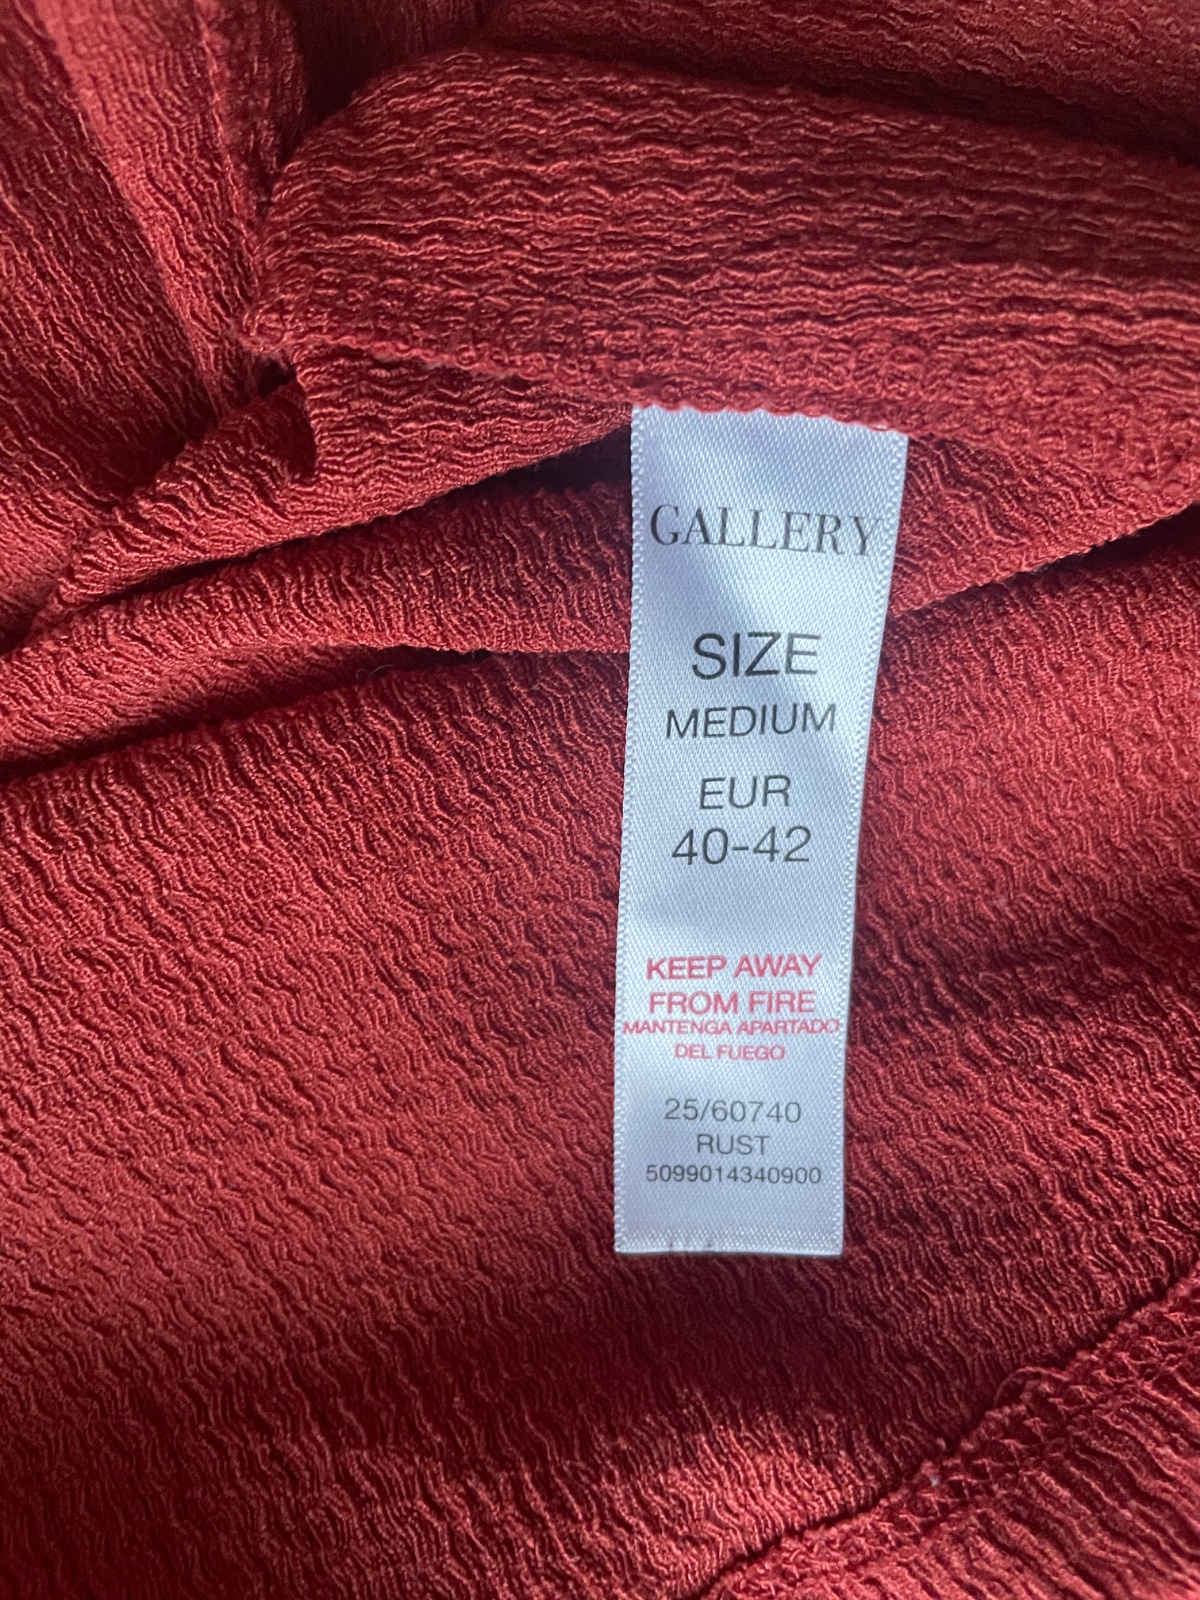 GALLERY
SIZE
MEDIUM
EUR
40-42
KEEP AWAY
FROM FIRE
MANTENGA APARTADO
DEL FUEGO
25/60740
RUST
5099014340900